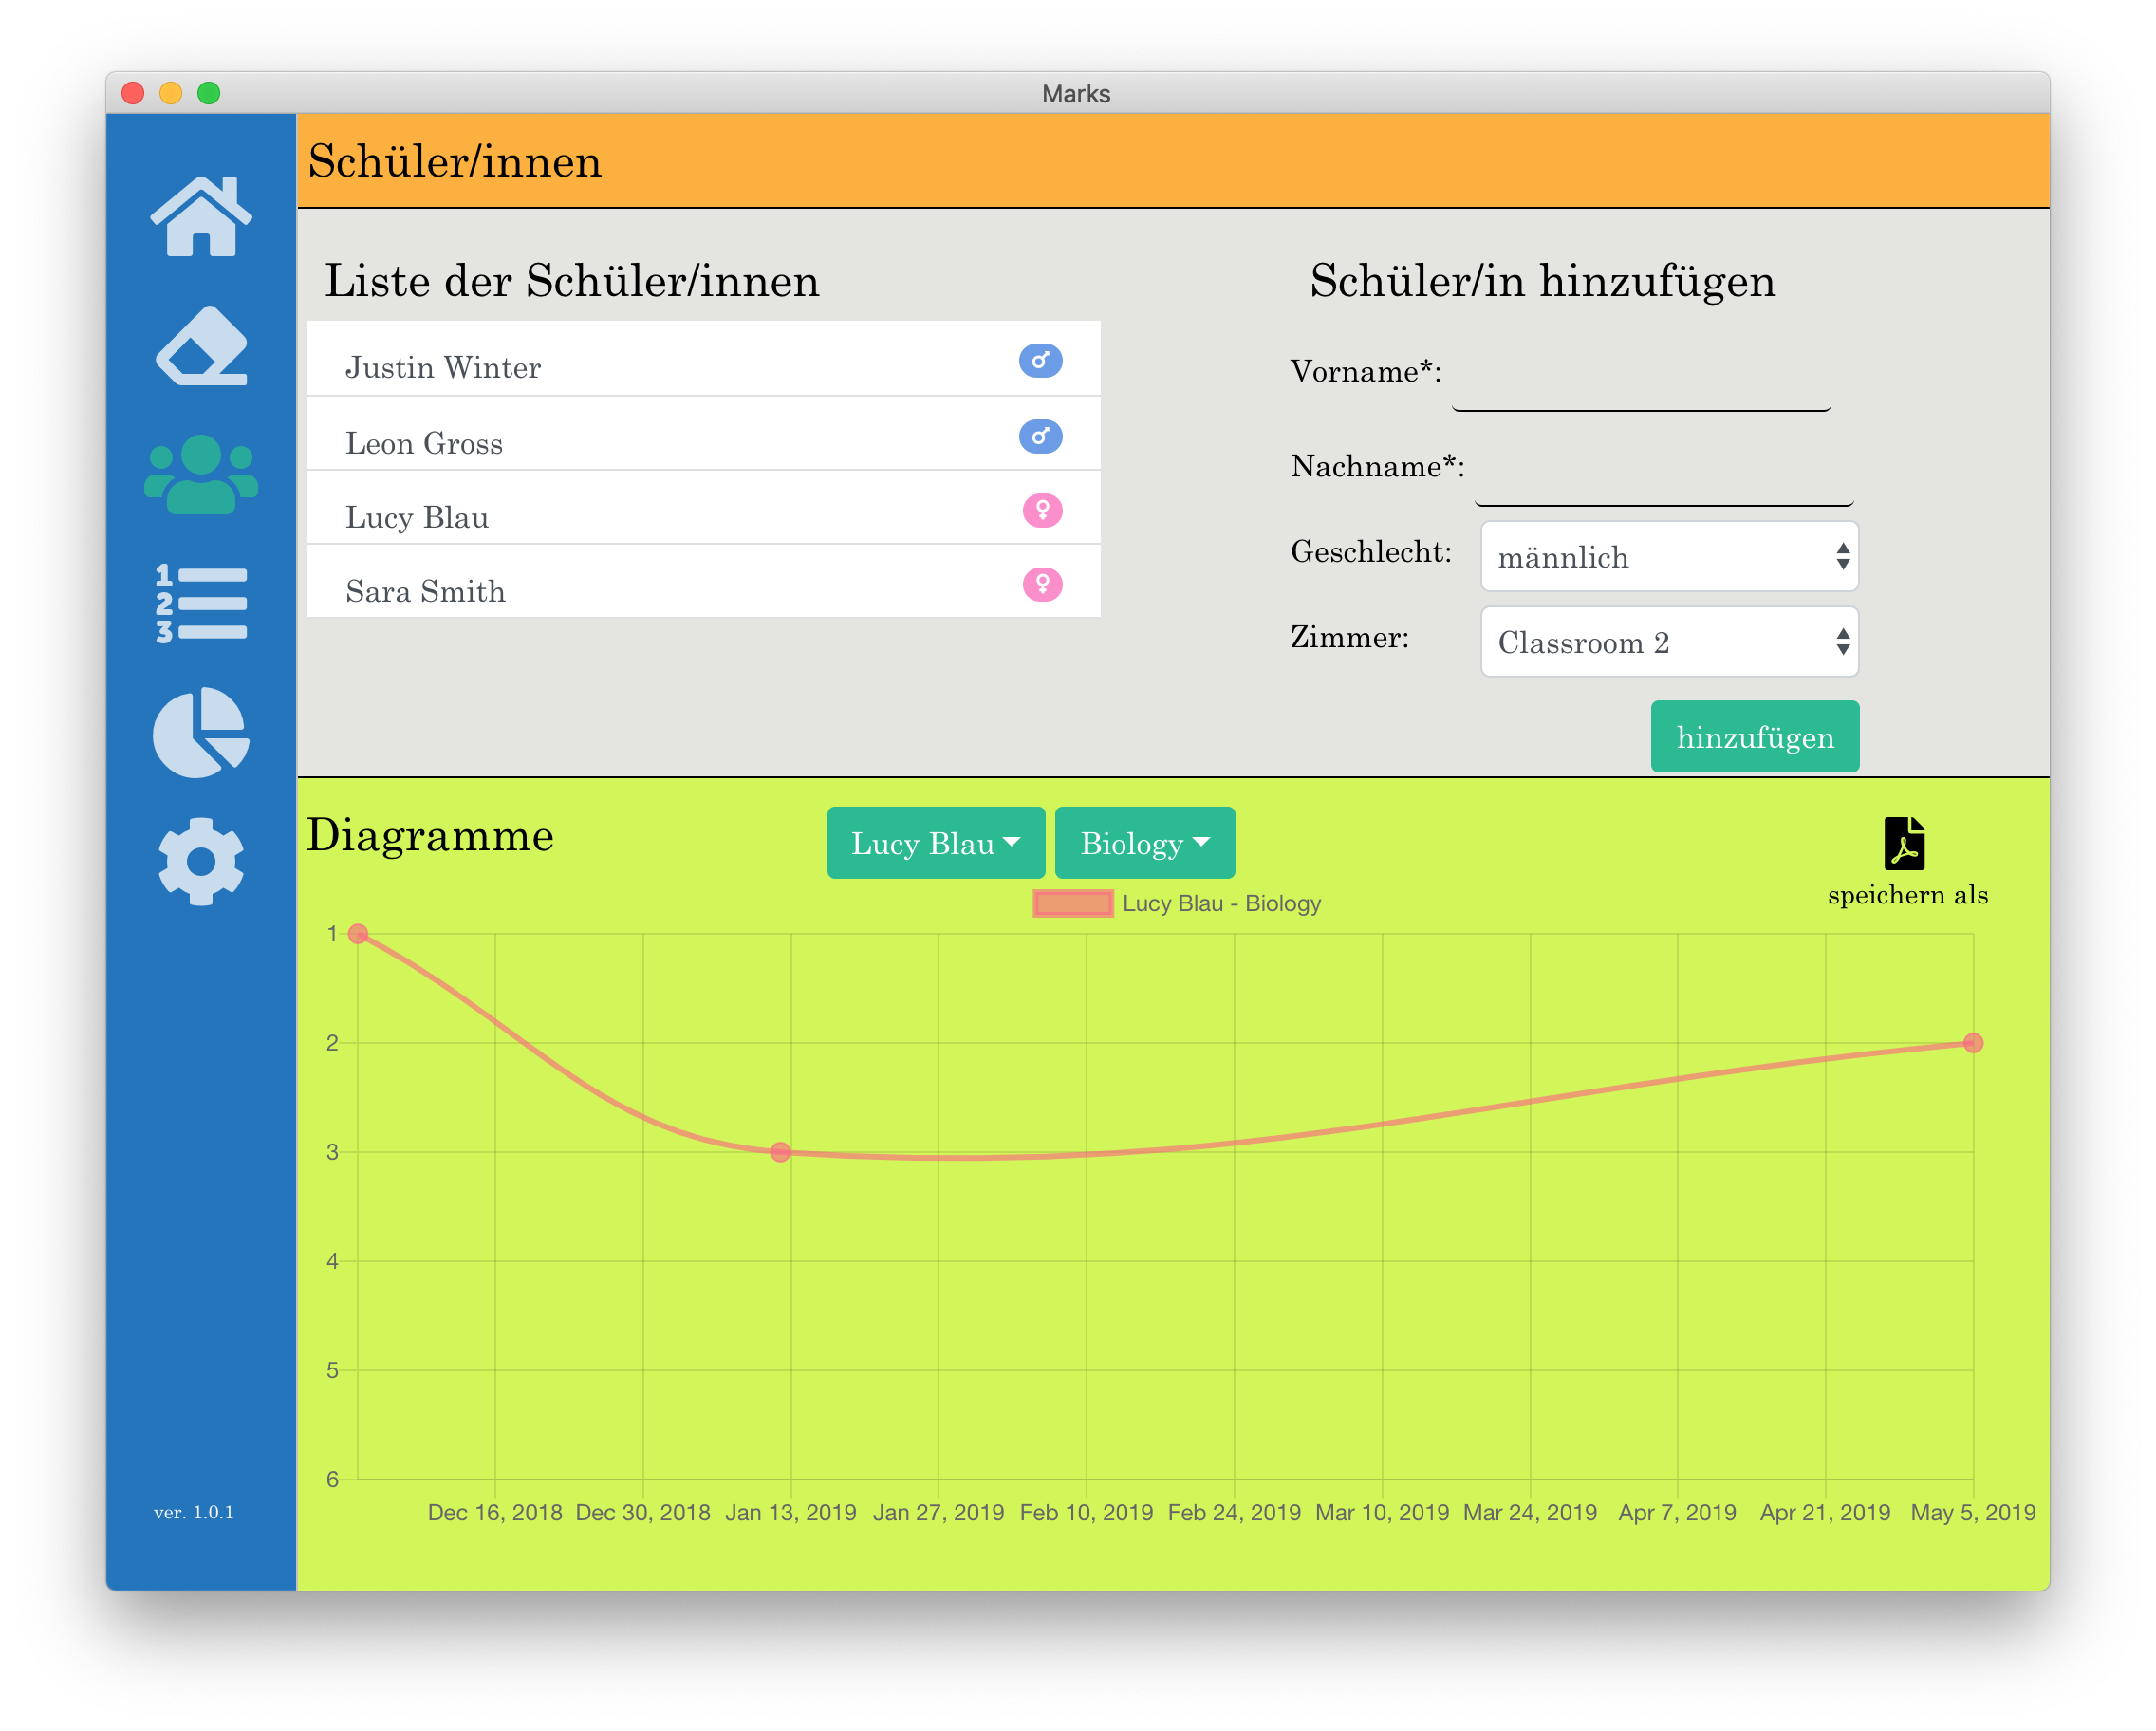 Marks
Schüler/innen
Liste der Schüler/innen
Justin Winter
Leon Gross
Lucy Blau
Sara Smith
Schüler/in hinzufügen
Vorname*:
Nachname*:
Geschlecht: männlich
Zimmer: Classroom 2
hinzufügen
Diagramme
Lucy Blau
Biology
speichern als
Lucy Blau - Biology
1
2
3
4
5
6
Dec 16, 2018 Dec 30, 2018 Jan 13, 2019 Jan 27, 2019 Feb 10, 2019 Feb 24, 2019 Mar 10, 2019 Mar 24, 2019 Apr 7, 2019 Apr 21, 2019 May 5, 2019
1
2
3
ver. 1.0.1